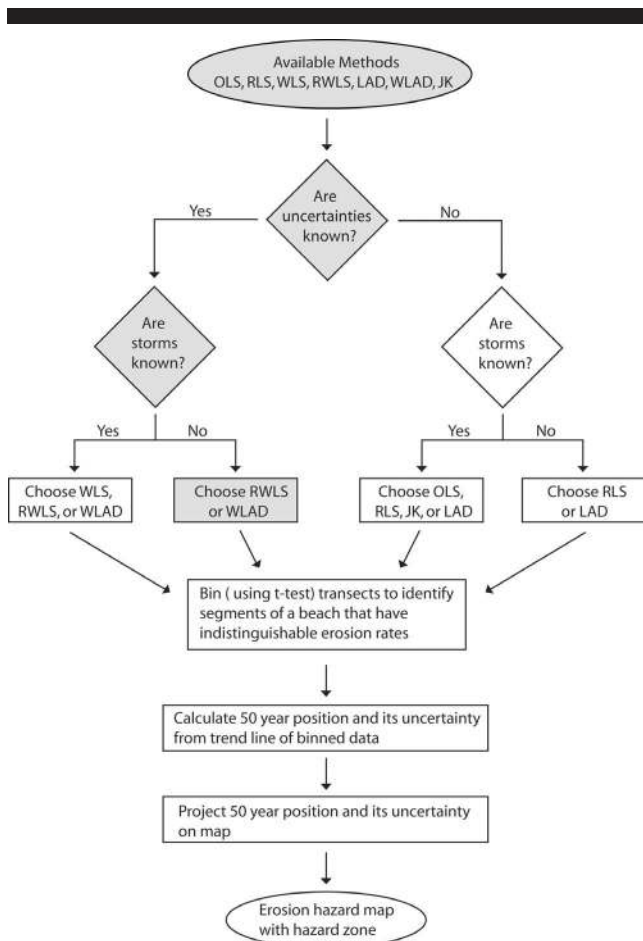 Available Methods
OLS, RLS, WLS, RWLS, LAD, WLAD, JK
Are
uncertainties
known?
Yes
No
Are
storms
known?
Are
storms
known?
Yes
No
Yes
No
Choose WLS,
RWLS, or WLAD
Choose RWLS
or WLAD
Choose OLS,
RLS, JK, or LAD
Choose RLS
or LAD
Bin ( using t-test) transects to identify
segments of a beach that have
indistinguishable erosion rates
Calculate 50 year position and its uncertainty
from trend line of binned data
Project 50 year position and its uncertainty
on map
Erosion hazard map
with hazard zone